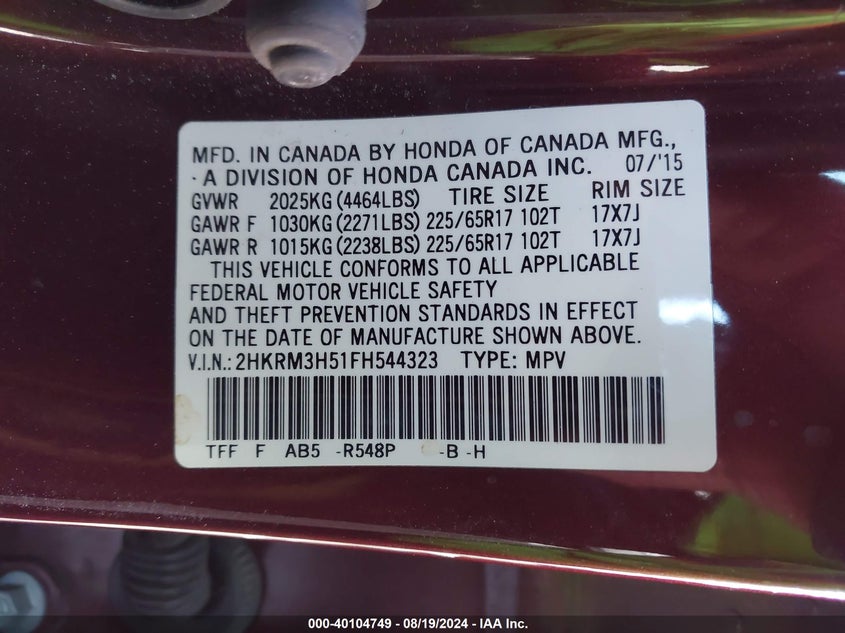 MFD. IN CANADA BY HONDA OF CANADA MFG.,
A DIVISION OF HONDA CANADA INC. 07/'15
GVWR 2025KG (4464LBS) TIRE SIZE RIM SIZE
GAWR F 1030KG (2271LBS) 225/65R17 102T 17X7J
GAWR R 1015KG (2238LBS) 225/65R17 102T 17X7J
THIS VEHICLE CONFORMS TO ALL APPLICABLE
FEDERAL MOTOR VEHICLE SAFETY
AND THEFT PREVENTION STANDARDS IN EFFECT
ON THE DATE OF MANUFACTURE SHOWN ABOVE.
V.I.N.: 2HKRM3H51FH544323 TYPE: MPV
TFF F AB5 -R548P -B -H
000-40104749 - 08/19/2024 - IAA Inc.